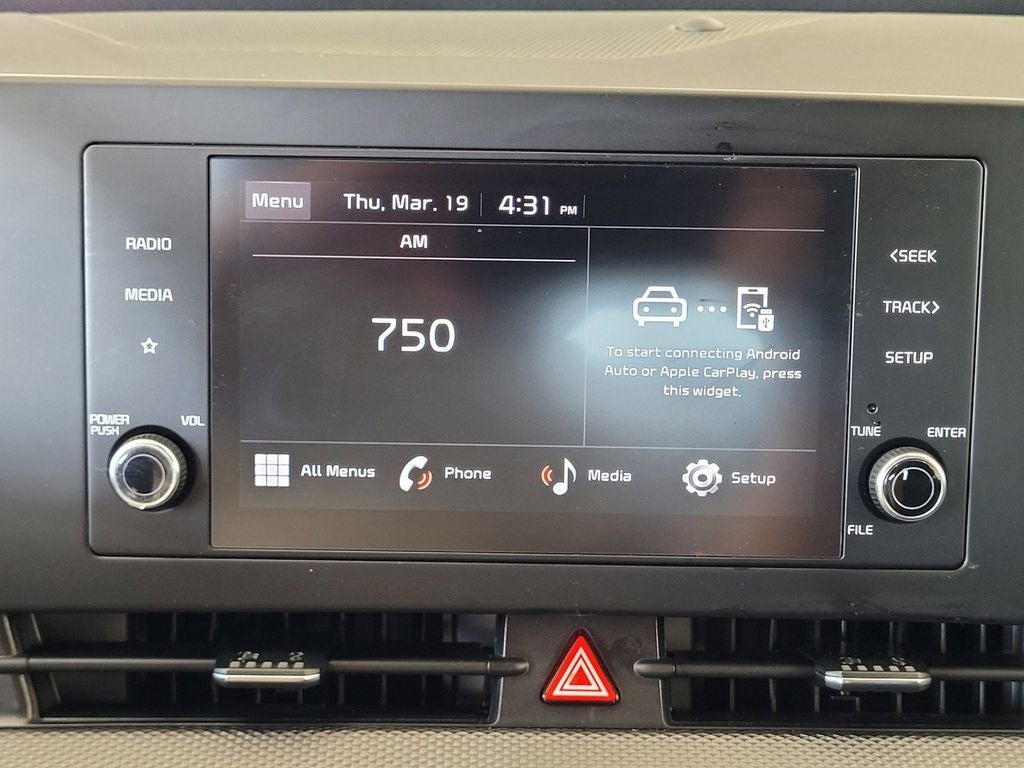 Menu
Thu, Mar. 19
4:31 PM
RADIO
MEDIA
POWER
PUSH
VOL
AM
750
To start connecting Android
Auto or Apple CarPlay, press
this widget.
All Menus
Phone
Media
Setup
<SEEK
TRACK>
SETUP
TUNE
ENTER
FILE